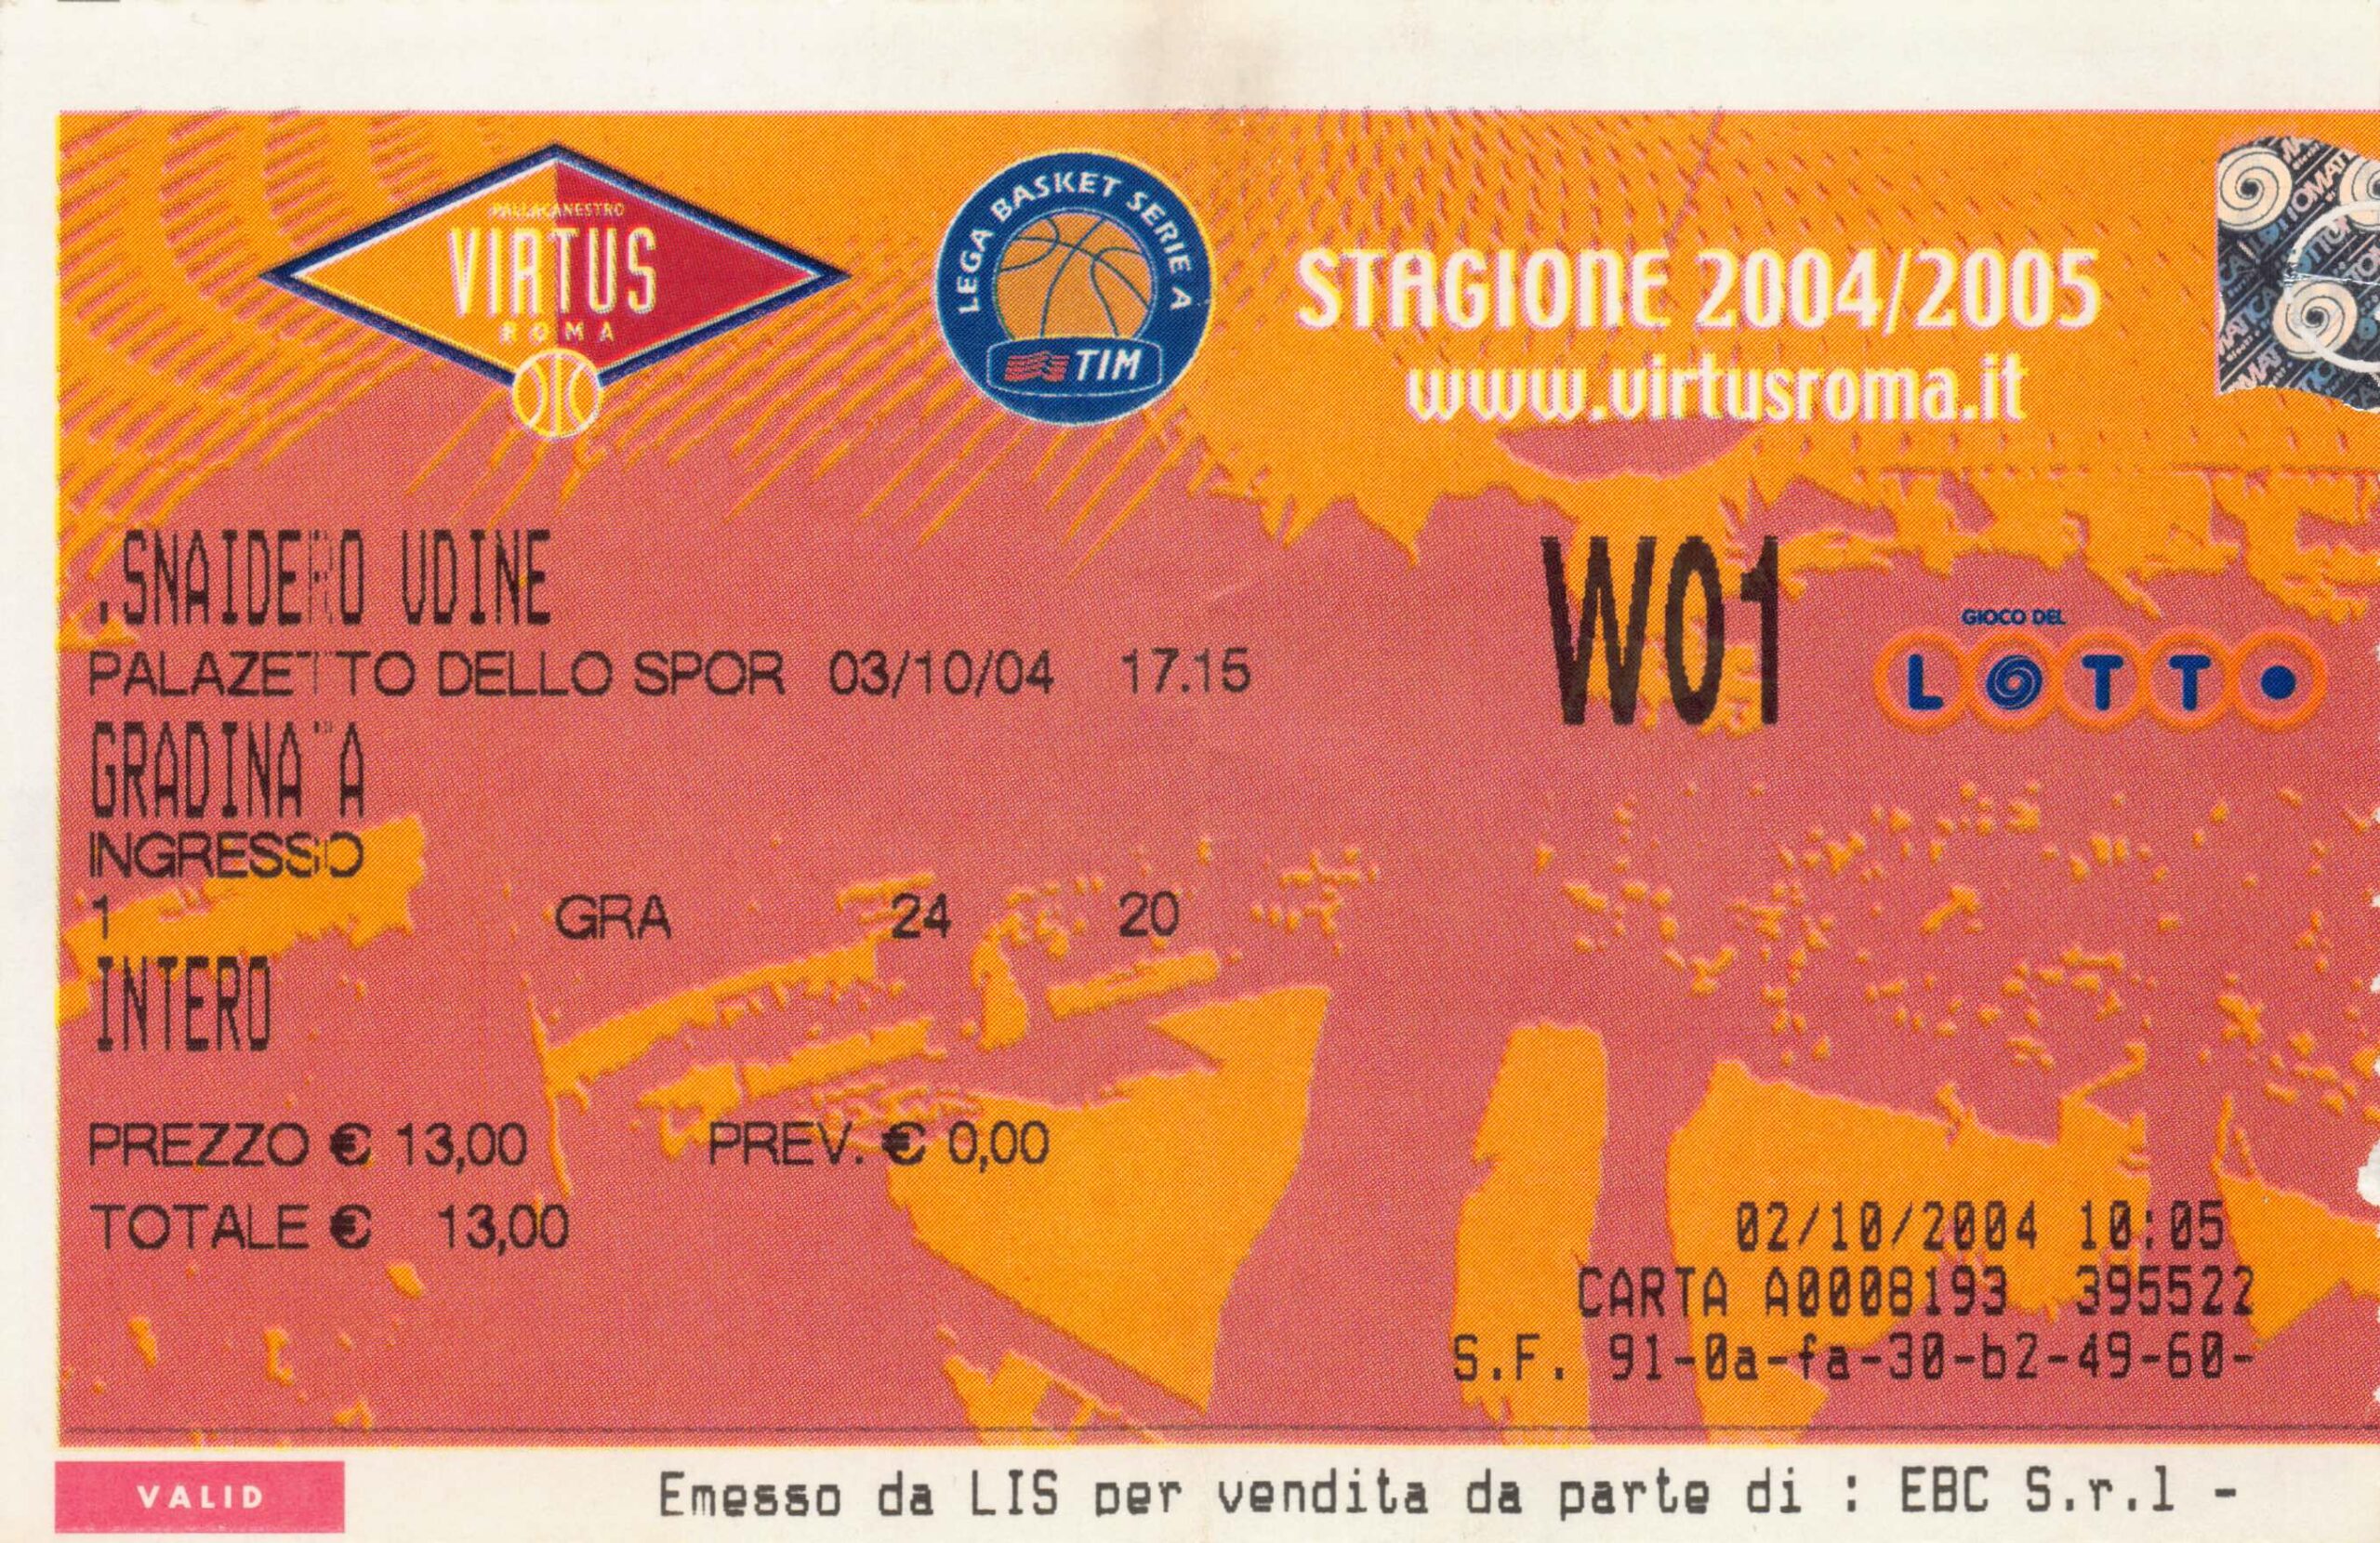 PALLACANESTRO
VIRTUS
ROMA
LEGA BASKET SERIE A
TIM
STAGIONE 2004/2005
www.virtusroma.it
.SNAIDERO UDINE
W01
PALAZETTO DELLO SPOR 03/10/04 17.15
GIOCO DEL
LOTTO
GRADINATA
INGRESSO
1 GRA 24 20
INTERO
PREZZO € 13,00 PREV. € 0,00
TOTALE € 13,00
02/10/2004 10:05
CARTA A0008193 395522
S.F. 91-0a-fa-30-b2-49-60-
VALID
Emesso da LIS per vendita da parte di : EBC S.r.l -